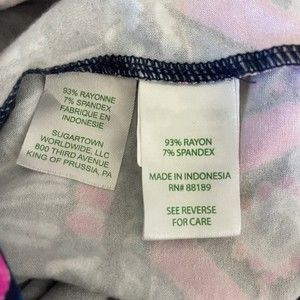 93% RAYONNE
7% SPANDEX
FABRIQUE EN
INDONESIE
SUGARTOWN
WORLDWIDE, LLC
800 THIRD AVENUE
KING OF PRUSSIA, PA
93% RAYON
7% SPANDEX
MADE IN INDONESIA
RN# 88189
SEE REVERSE
FOR CARE